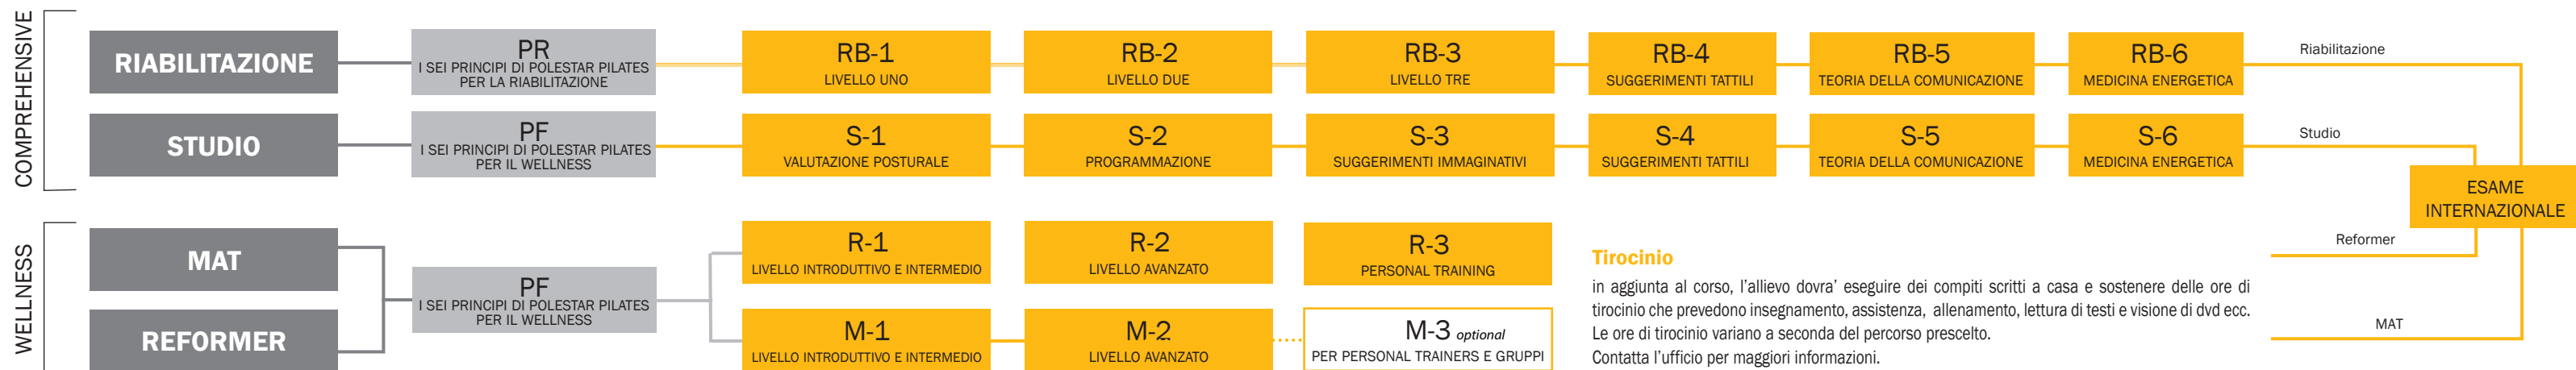 COMPREHENSIVE
RIABILITAZIONE
PR
I SEI PRINCIPI DI POLESTAR PILATES
PER LA RIABILITAZIONE
RB-1
LIVELLO UNO
RB-2
LIVELLO DUE
RB-3
LIVELLO TRE
RB-4
SUGGERIMENTI TATTILI
RB-5
TEORIA DELLA COMUNICAZIONE
RB-6
MEDICINA ENERGETICA
Riabilitazione
STUDIO
PF
I SEI PRINCIPI DI POLESTAR PILATES
PER IL WELLNESS
S-1
VALUTAZIONE POSTURALE
S-2
PROGRAMMAZIONE
S-3
SUGGERIMENTI IMMAGINATIVI
S-4
SUGGERIMENTI TATTILI
S-5
TEORIA DELLA COMUNICAZIONE
S-6
MEDICINA ENERGETICA
Studio
ESAME
INTERNAZIONALE
WELLNESS
MAT
REFORMER
PF
I SEI PRINCIPI DI POLESTAR PILATES
PER IL WELLNESS
R-1
LIVELLO INTRODUTTIVO E INTERMEDIO
R-2
LIVELLO AVANZATO
R-3
PERSONAL TRAINING
M-1
LIVELLO INTRODUTTIVO E INTERMEDIO
M-2
LIVELLO AVANZATO
M-3 optional
PER PERSONAL TRAINERS E GRUPPI
Tirocinio
in aggiunta al corso, l'allievo dovra' eseguire dei compiti scritti a casa e sostenere delle ore di
tirocinio che prevedono insegnamento, assistenza, allenamento, lettura di testi e visione di dvd ecc.
Le ore di tirocinio variano a seconda del percorso prescelto.
Contatta l'ufficio per maggiori informazioni.
Reformer
MAT